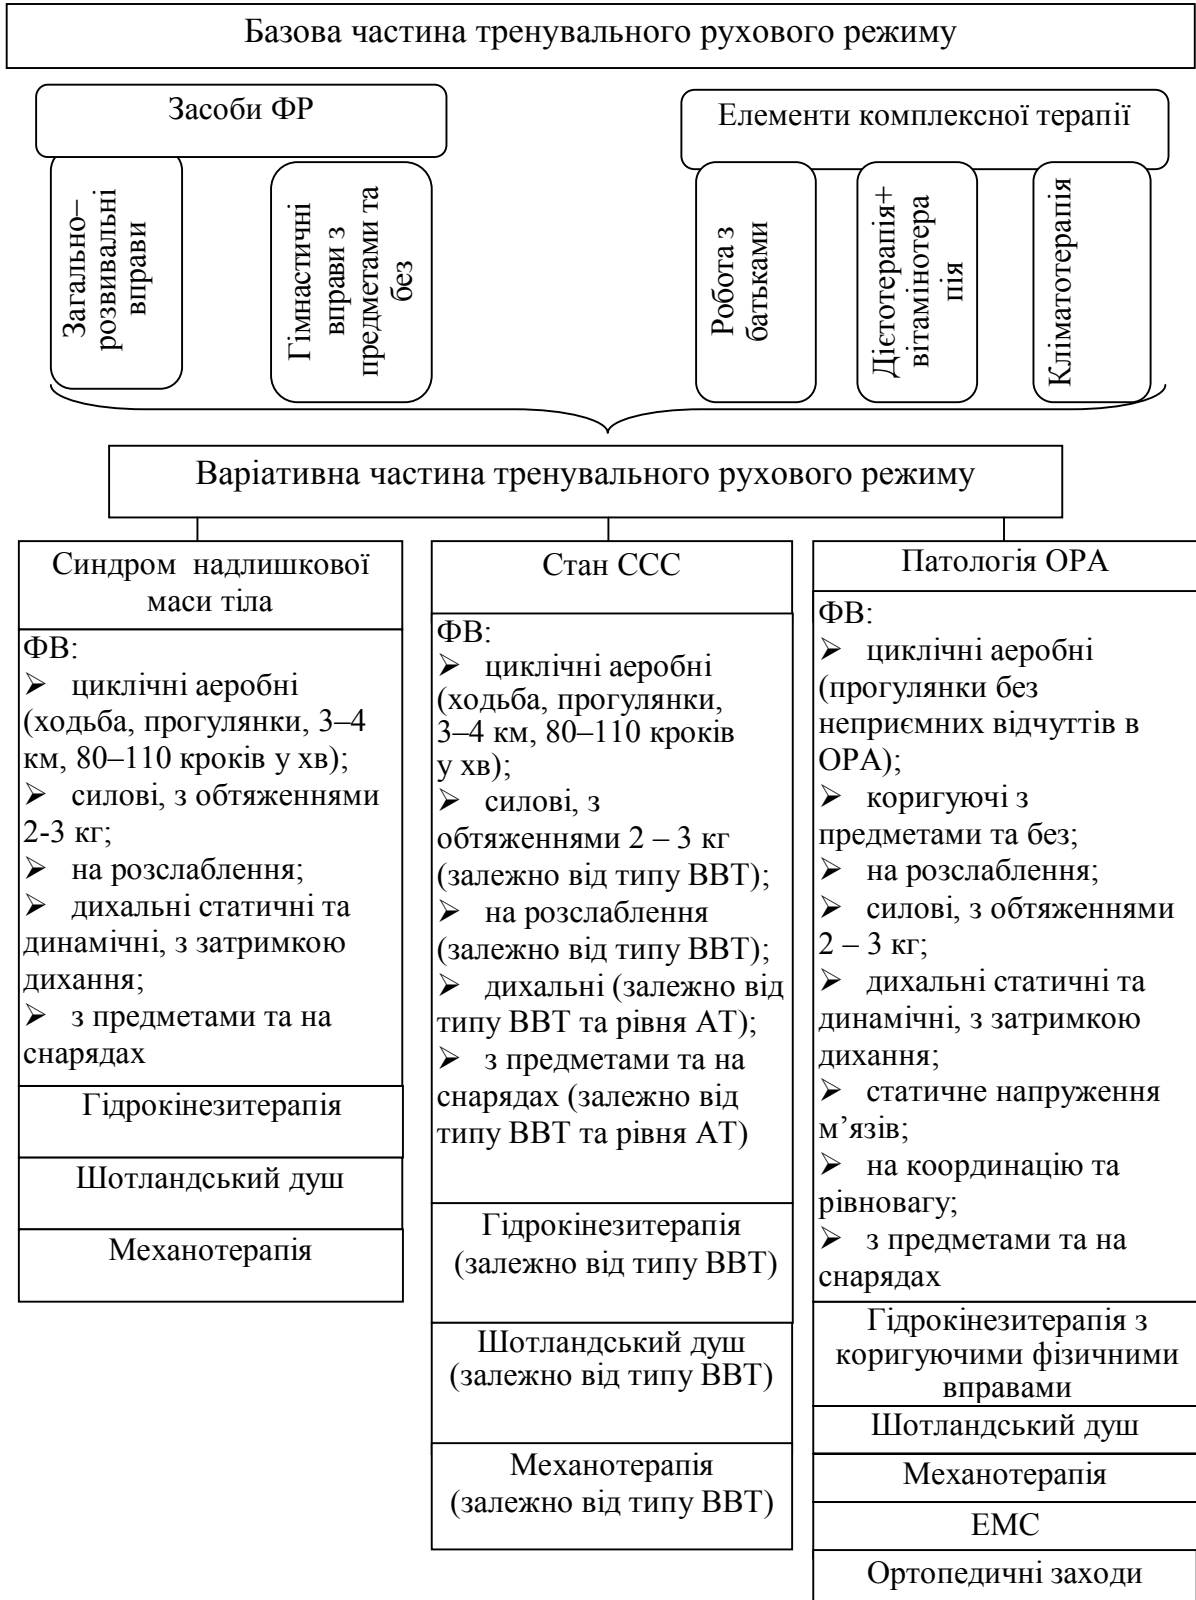 Базова частина тренувального рухового режиму
Засоби ФР
Елементи комплексної терапії
Загально–
розвивальні
вправи
Гімнастичні
вправи з
предметами та
без
Робота з
батьками
Дієтотерапія+
вітамінотера
пія
Кліматотерапія
Варіативна частина тренувального рухового режиму
Синдром надлишкової
маси тіла
ФВ:
➢ циклічні аеробні
(ходьба, прогулянки, 3–4
км, 80–110 кроків у хв);
➢ силові, з обтяженнями
2-3 кг;
➢ на розслаблення;
➢ дихальні статичні та
динамічні, з затримкою
дихання;
➢ з предметами та на
снарядах
Гідрокінезитерапія
Шотландський душ
Механотерапія
Стан ССС
ФВ:
➢ циклічні аеробні
(ходьба, прогулянки,
3–4 км, 80–110 кроків
у хв);
➢ силові, з
обтяженнями 2 – 3 кг
(залежно від типу ВВТ);
➢ на розслаблення
(залежно від типу ВВТ);
➢ дихальні (залежно від
типу ВВТ та рівня АТ);
➢ з предметами та на
снарядах (залежно від
типу ВВТ та рівня АТ)
Гідрокінезитерапія
(залежно від типу ВВТ)
Шотландський душ
(залежно від типу ВВТ)
Механотерапія
(залежно від типу ВВТ)
Патологія ОРА
ФВ:
➢ циклічні аеробні
(прогулянки без
неприємних відчуттів в
ОРА);
➢ коригуючі з
предметами та без;
➢ на розслаблення;
➢ силові, з обтяженнями
2 – 3 кг;
➢ дихальні статичні та
динамічні, з затримкою
дихання;
➢ статичне напруження
м’язів;
➢ на координацію та
рівновагу;
➢ з предметами та на
снарядах
Гідрокінезитерапія з
коригуючими фізичними
вправами
Шотландський душ
Механотерапія
ЕМС
Ортопедичні заходи